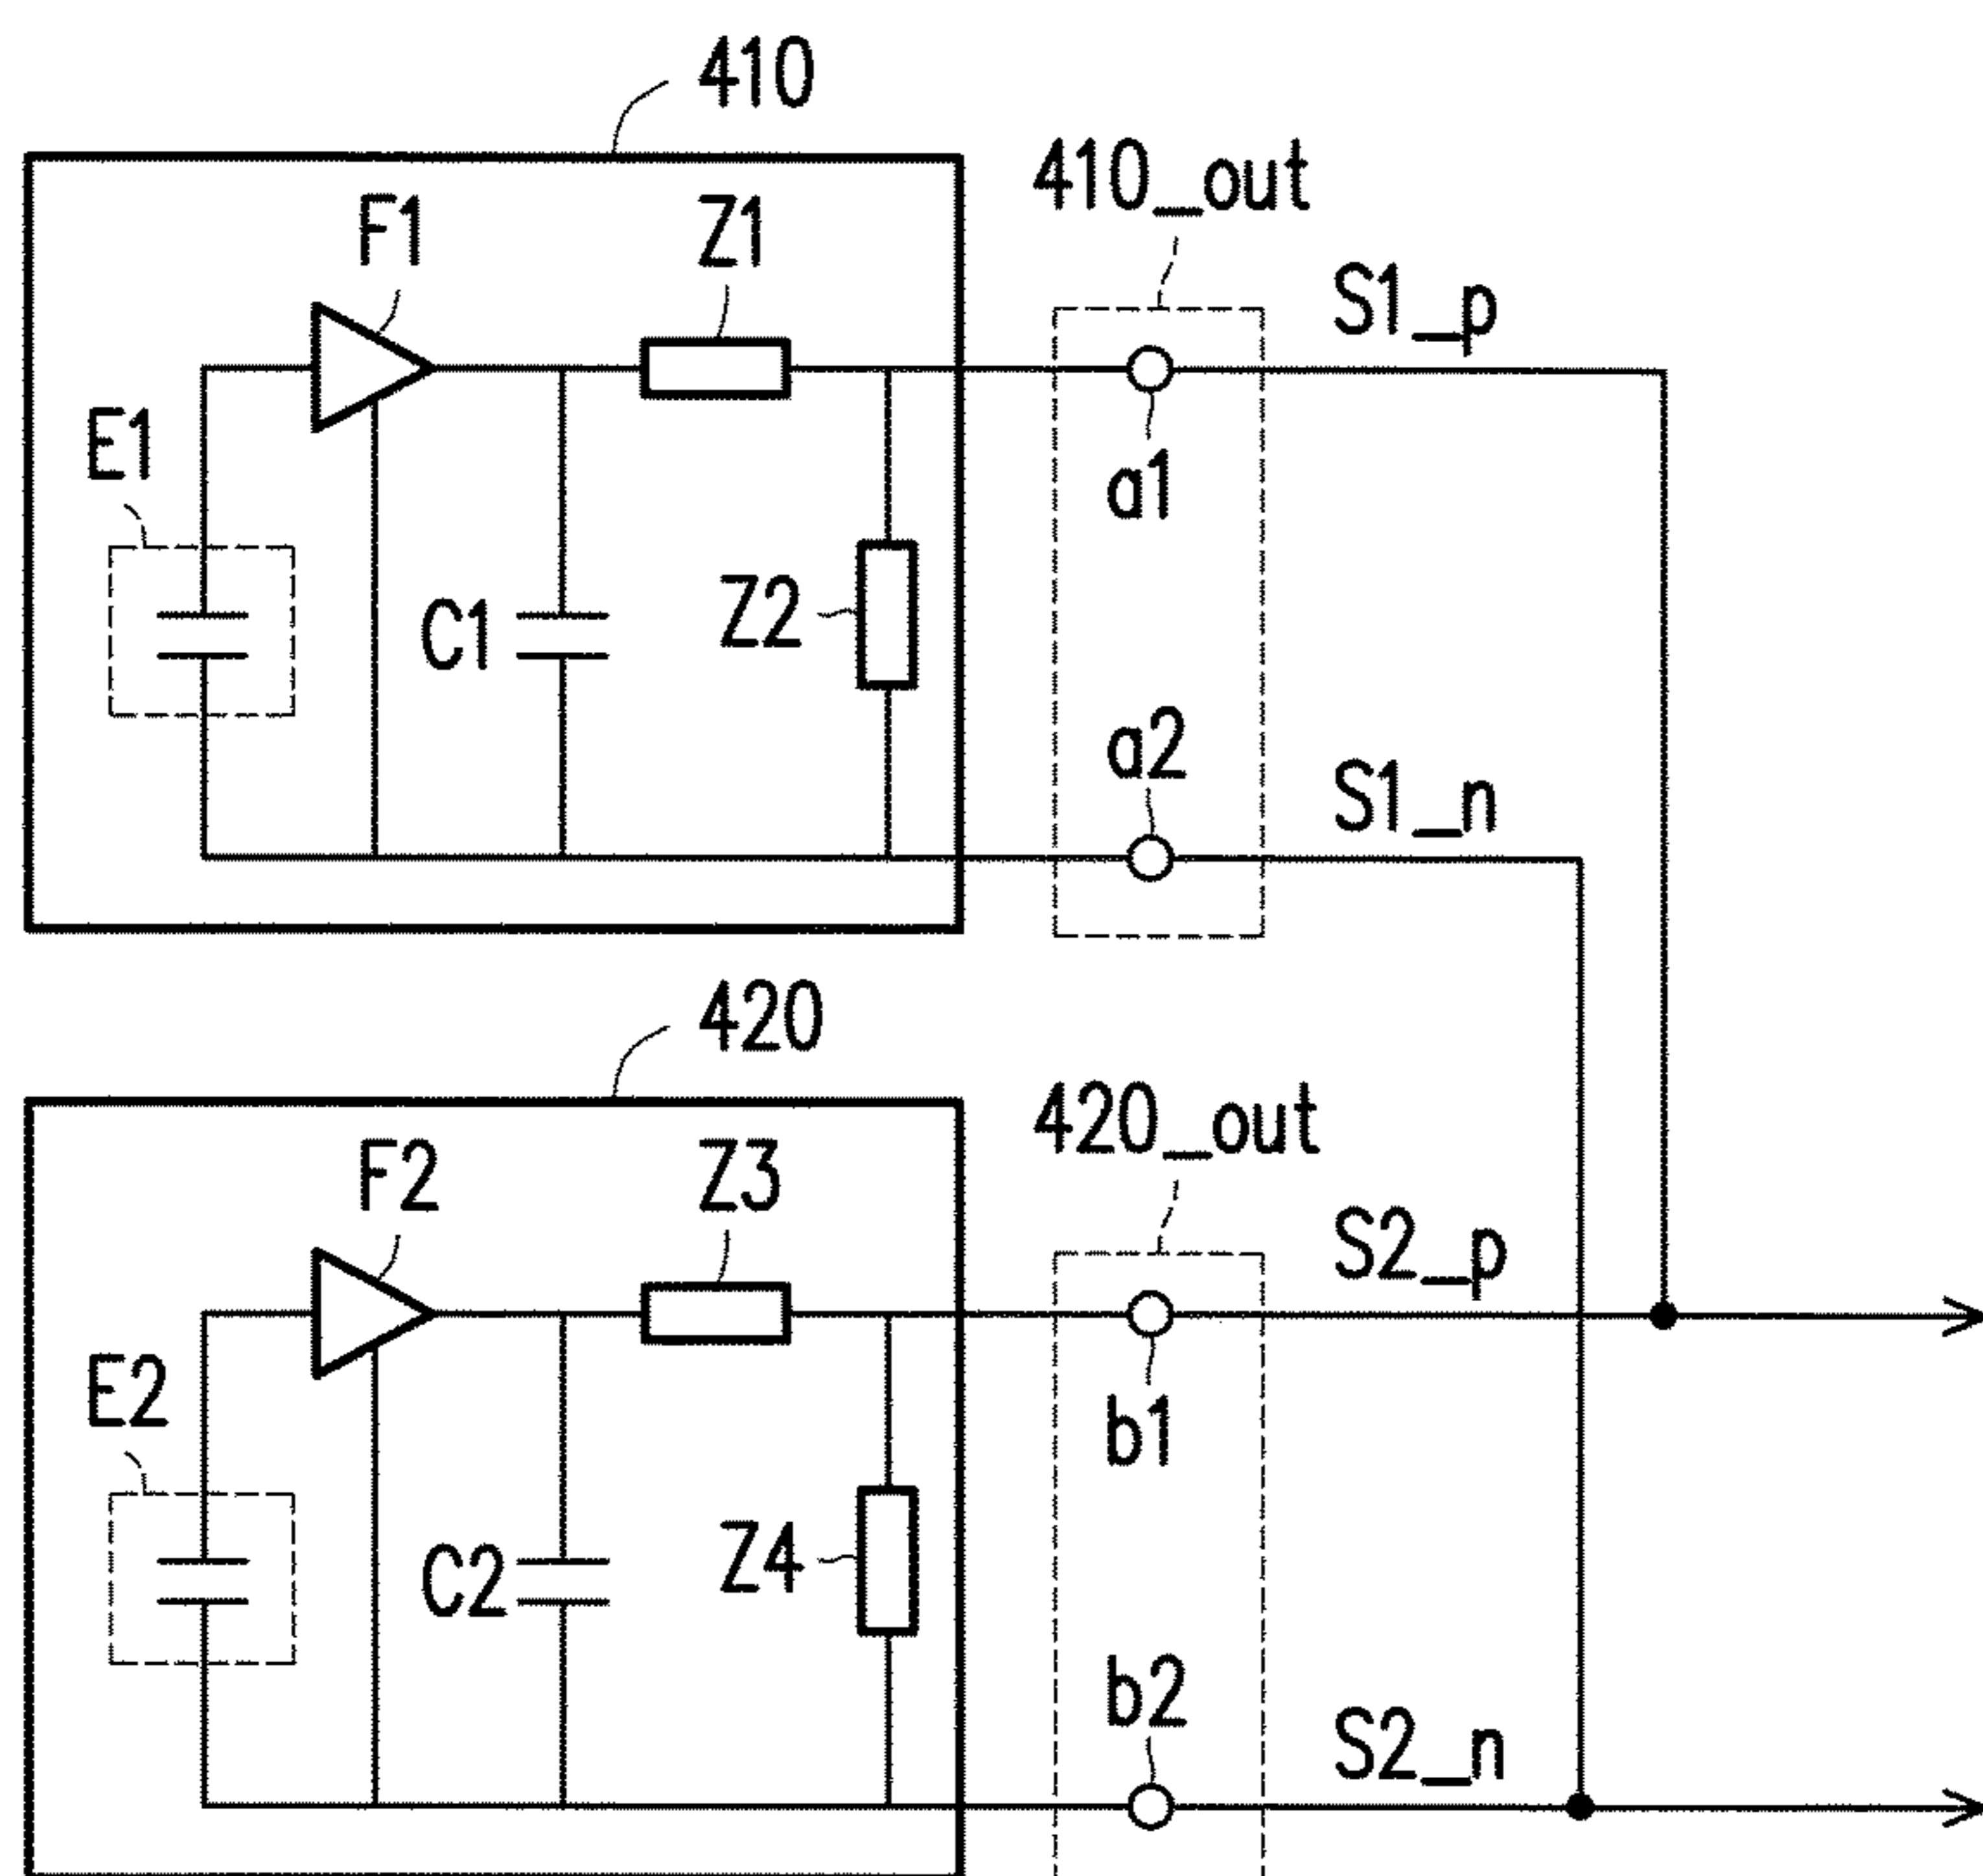 410
410_out
F1
Z1
S1_p
E1
a1
C1
Z2
a2
S1_n
420
420_out
F2
Z3
S2_p
E2
b1
C2
Z4
b2
S2_n